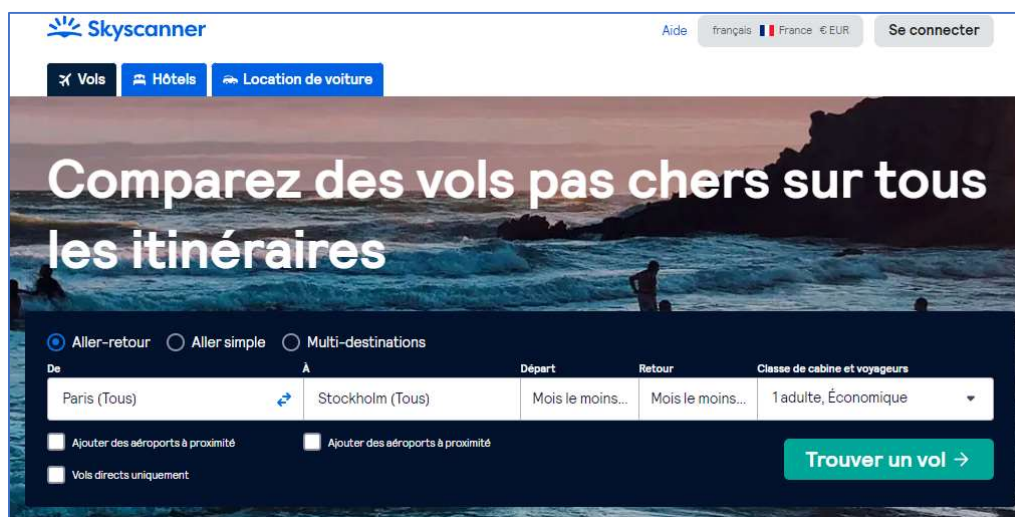 Skyscanner
Aide français France € EUR Se connecter
Vols Hôtels Location de voiture
Comparez des vols pas chers sur tous
les itinéraires
Aller-retour Aller simple Multi-destinations
De À Départ Retour Classe de cabine et voyageurs
Paris (Tous) Stockholm (Tous) Mois le moins... Mois le moins... 1 adulte, Économique
Ajouter des aéroports à proximité Ajouter des aéroports à proximité
Vols directs uniquement
Trouver un vol →